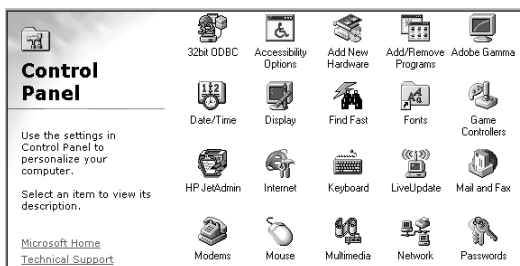 Control
Panel
Use the settings in
Control Panel to
personalize your
computer.
Select an item to view its
description.
Microsoft Home
Technical Support
32bit ODBC
Accessibility
Options
Add New
Hardware
Add/Remove
Programs
Adobe Gamma
Date/Time
Display
Find Fast
Fonts
Game
Controllers
HP JetAdmin
Internet
Keyboard
LiveUpdate
Mail and Fax
Modems
Mouse
Multimedia
Network
Passwords